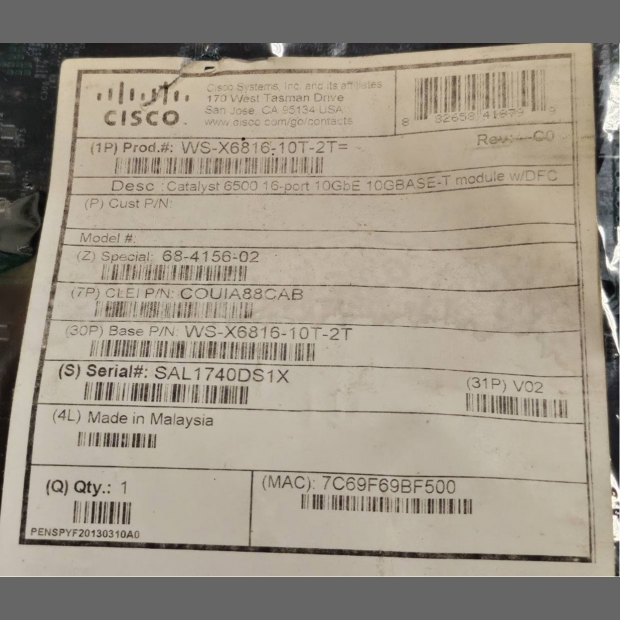 CISCO
Cisco Systems, Inc. and its affiliates
170 West Tasman Drive
San Jose, CA 95134 USA
www.cisco.com/go/contacts
(1P) Prod.#: WS-X6816-10T-2T=
Rev: C0
Desc : Catalyst 6500 16-port 10GbE 10GBASE-T module w/DFC
(P) Cust P/N:
Model #:
(Z) Special: 68-4156-02
(7P) CLEI P/N: COUIA88CAB
(30P) Base P/N: WS-X6816-10T-2T
(S) Serial#: SAL1740DS1X
(31P) V02
(4L) Made in Malaysia
(Q) Qty.: 1
(MAC): 7C69F69BF500
PENSPYF20130310A0